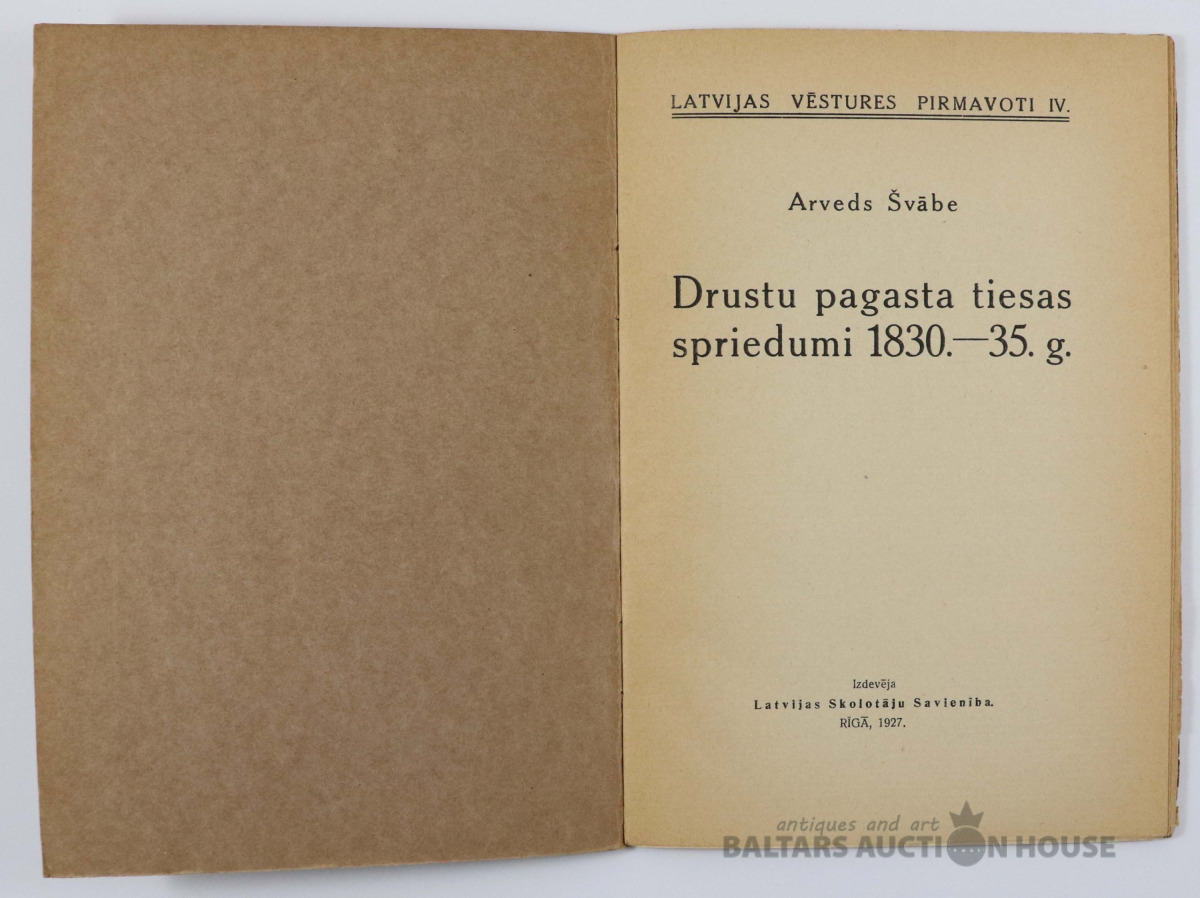 LATVIJAS VĒSTURES PIRMAVOTI IV.
Arveds Švābe
Drustu pagasta tiesas
spriedumi 1830.—35. g.
Izdevēja
Latvijas Skolotāju Savienība.
RĪGĀ, 1927.
antiques and art
BALTARS AUCTION HOUSE